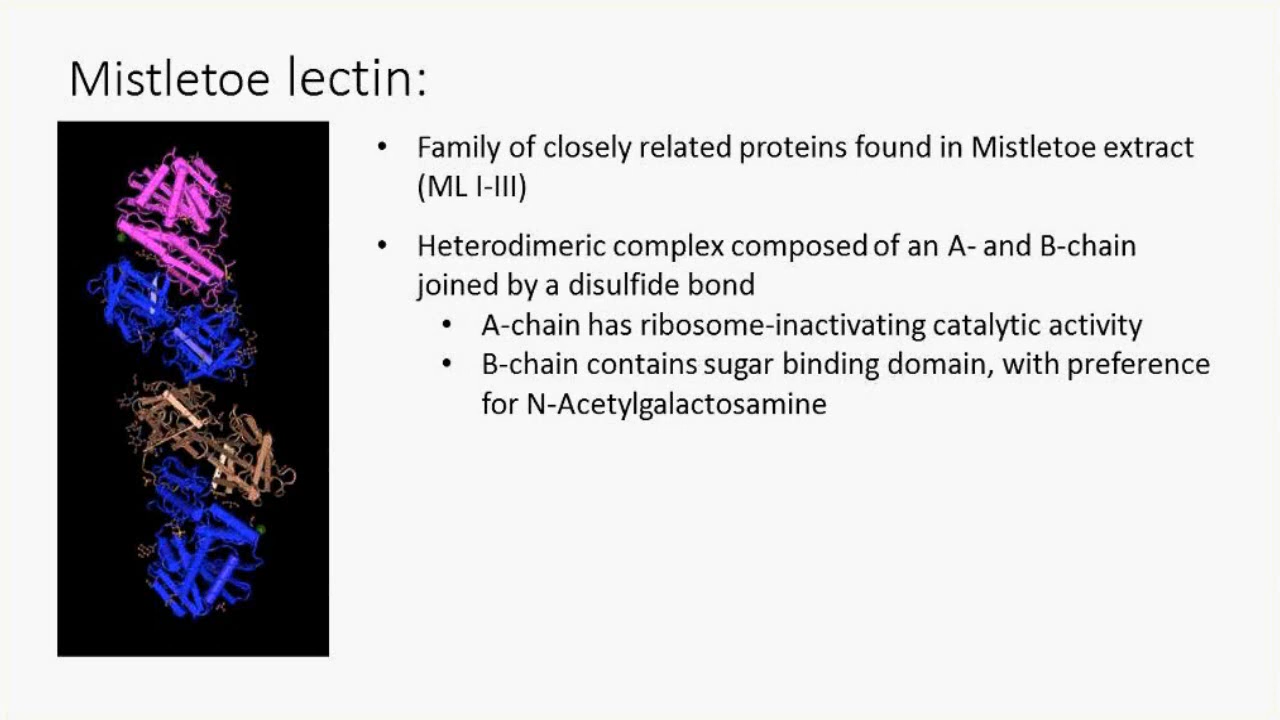 Mistletoe lectin:
• Family of closely related proteins found in Mistletoe extract
(ML I-III)
• Heterodimeric complex composed of an A- and B-chain
joined by a disulfide bond
• A-chain has ribosome-inactivating catalytic activity
• B-chain contains sugar binding domain, with preference
for N-Acetylgalactosamine